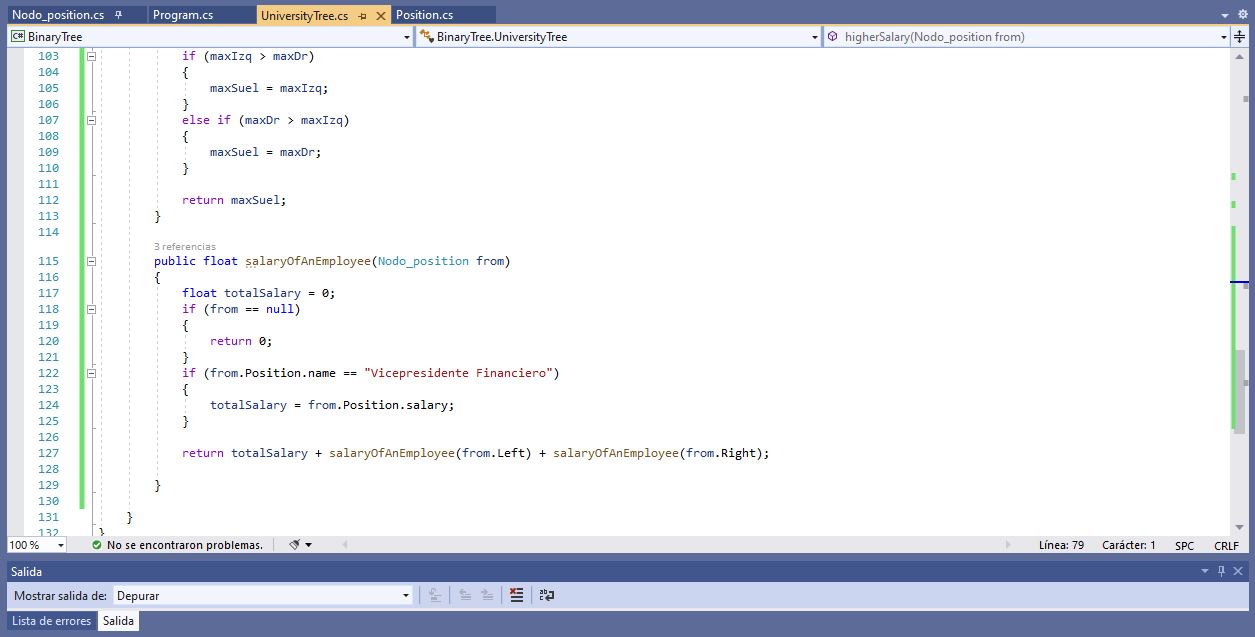 Nodo_position.cs Program.cs UniversityTree.cs Position.cs
C# BinaryTree BinaryTree.UniversityTree higherSalary(Nodo_position from)
103 if (maxIzq > maxDr)
104 {
105 maxSuel = maxIzq;
106 }
107 else if (maxDr > maxIzq)
108 {
109 maxSuel = maxDr;
110 }
111
112 return maxSuel;
113 }
114
3 referencias
115 public float salaryOfAnEmployee(Nodo_position from)
116 {
117 float totalSalary = 0;
118 if (from == null)
119 {
120 return 0;
121 }
122 if (from.Position.name == "Vicepresidente Financiero")
123 {
124 totalSalary = from.Position.salary;
125 }
126
127 return totalSalary + salaryOfAnEmployee(from.Left) + salaryOfAnEmployee(from.Right);
128
129 }
130
131 }
132 }
100 % No se encontraron problemas. Línea: 79 Carácter: 1 SPC CRLF
Salida
Mostrar salida de: Depurar
Lista de errores Salida